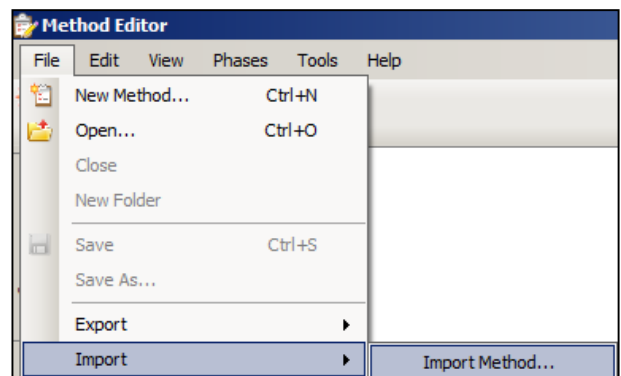 Method Editor
File Edit View Phases Tools Help
New Method... Ctrl+N
Open... Ctrl+O
Close
New Folder
Save Ctrl+S
Save As...
Export
Import Import Method...